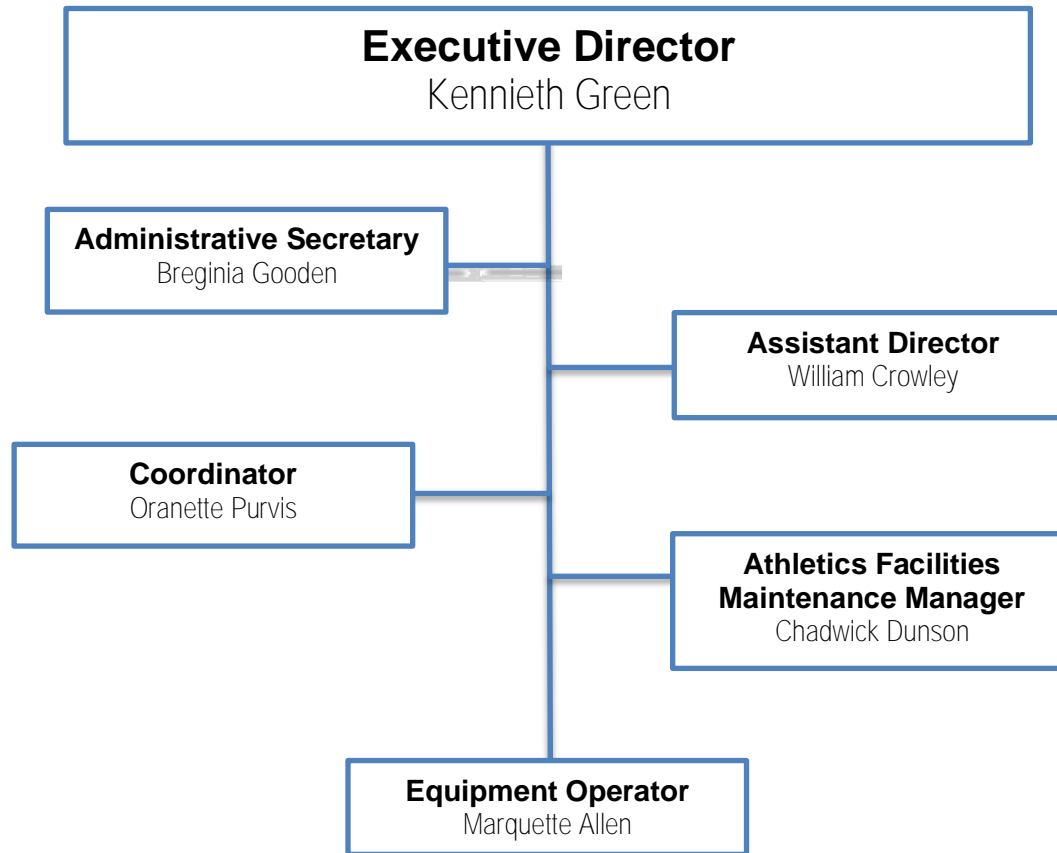 Executive Director
Kennieth Green
Administrative Secretary
Breginia Gooden
Assistant Director
William Crowley
Coordinator
Oranette Purvis
Athletics Facilities
Maintenance Manager
Chadwick Dunson
Equipment Operator
Marquette Allen